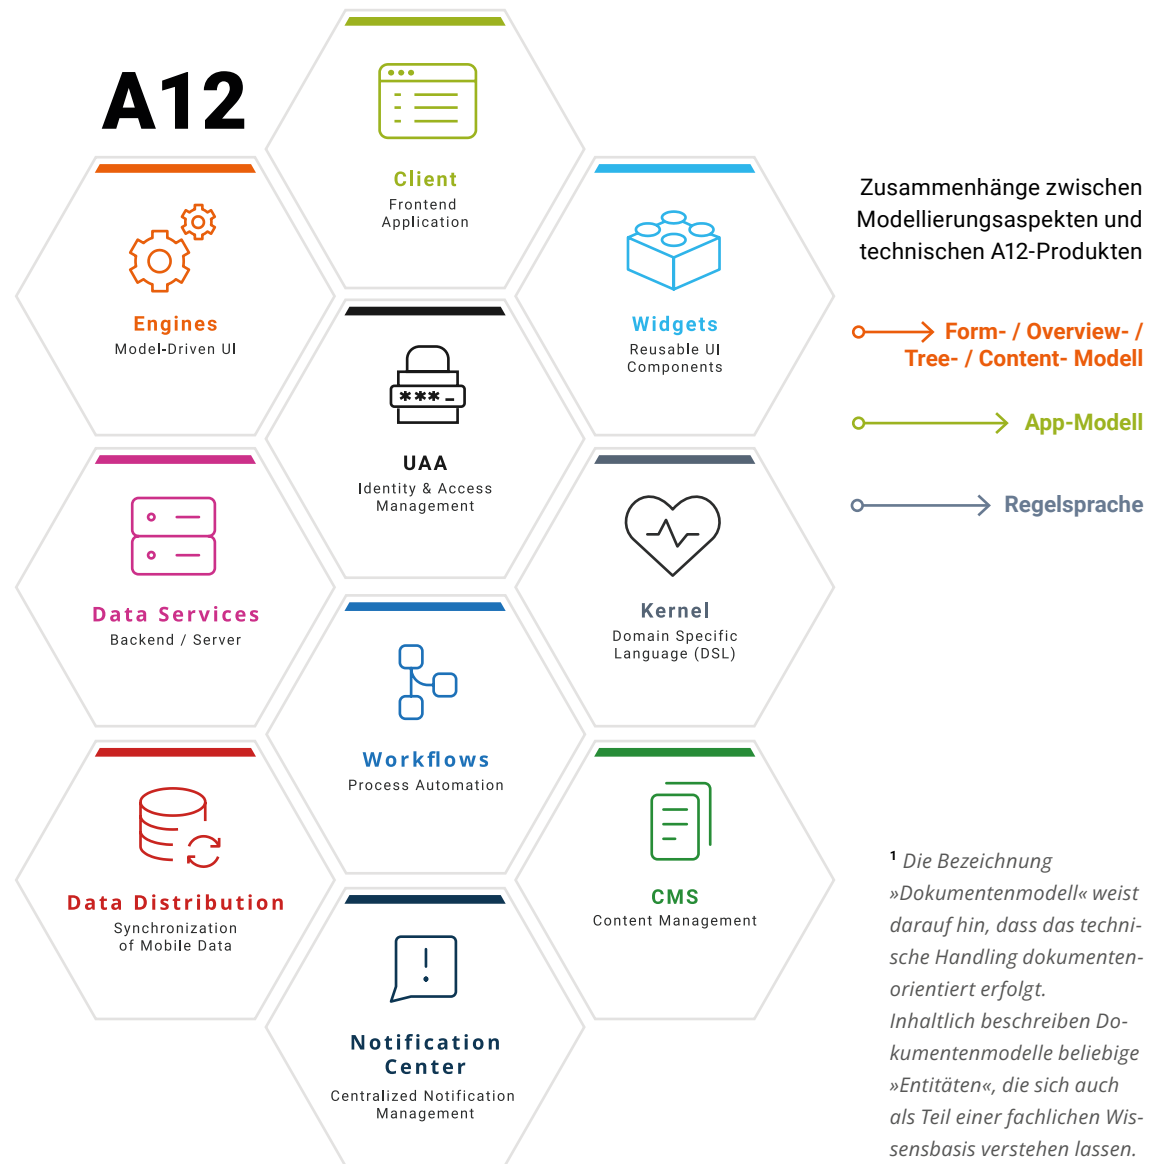 A12
Client
Frontend
Application
Engines
Model-Driven UI
Widgets
Reusable UI
Components
***_
UAA
Identity & Access
Management
Data Services
Backend / Server
Kernel
Domain Specific
Language (DSL)
Workflows
Process Automation
Data Distribution
Synchronization
of Mobile Data
CMS
Content Management
!
Notification
Center
Centralized Notification
Management
Zusammenhänge zwischen
Modellierungsaspekten und
technischen A12-Produkten
Form- / Overview- /
Tree- / Content- Modell
App-Modell
Regelsprache
¹ Die Bezeichnung
»Dokumentenmodell« weist
darauf hin, dass das techni-
sche Handling dokumenten-
orientiert erfolgt.
Inhaltlich beschreiben Do-
kumentenmodelle beliebige
»Entitäten«, die sich auch
als Teil einer fachlichen Wis-
sensbasis verstehen lassen.